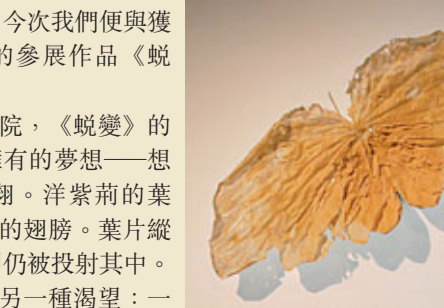 今次我們便與獲
的參展作品《蛻
院，《蛻變》的
有的夢想──想
翔。洋紫荊的葉
的翅膀。葉片縱
仍被投射其中。
另一種渴望：一